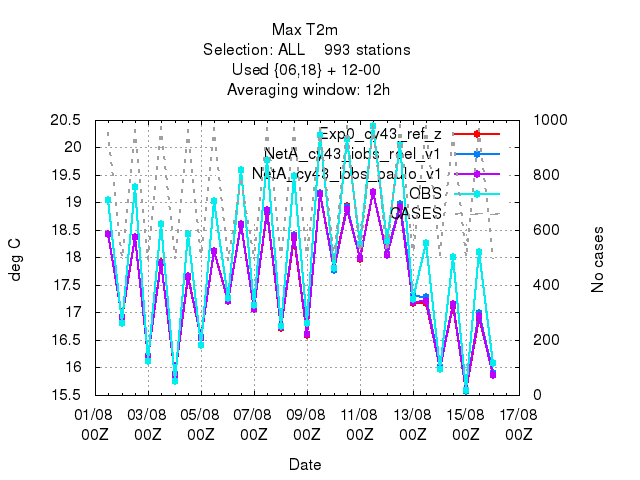 Max T2m
Selection: ALL 993 stations
Used {06,18} + 12-00
Averaging window: 12h
20.5
20
19.5
19
18.5
18
17.5
17
16.5
16
15.5
deg C
1000
800
600
400
200
0
No cases
Exp0_cy43_ref_z
NetA_cy43_iobs_roel_v1
NetA_cy43_iobs_paulo_v1
OBS
CASES
01/08 03/08 05/08 07/08 09/08 11/08 13/08 15/08 17/08
00Z 00Z 00Z 00Z 00Z 00Z 00Z 00Z 00Z
Date